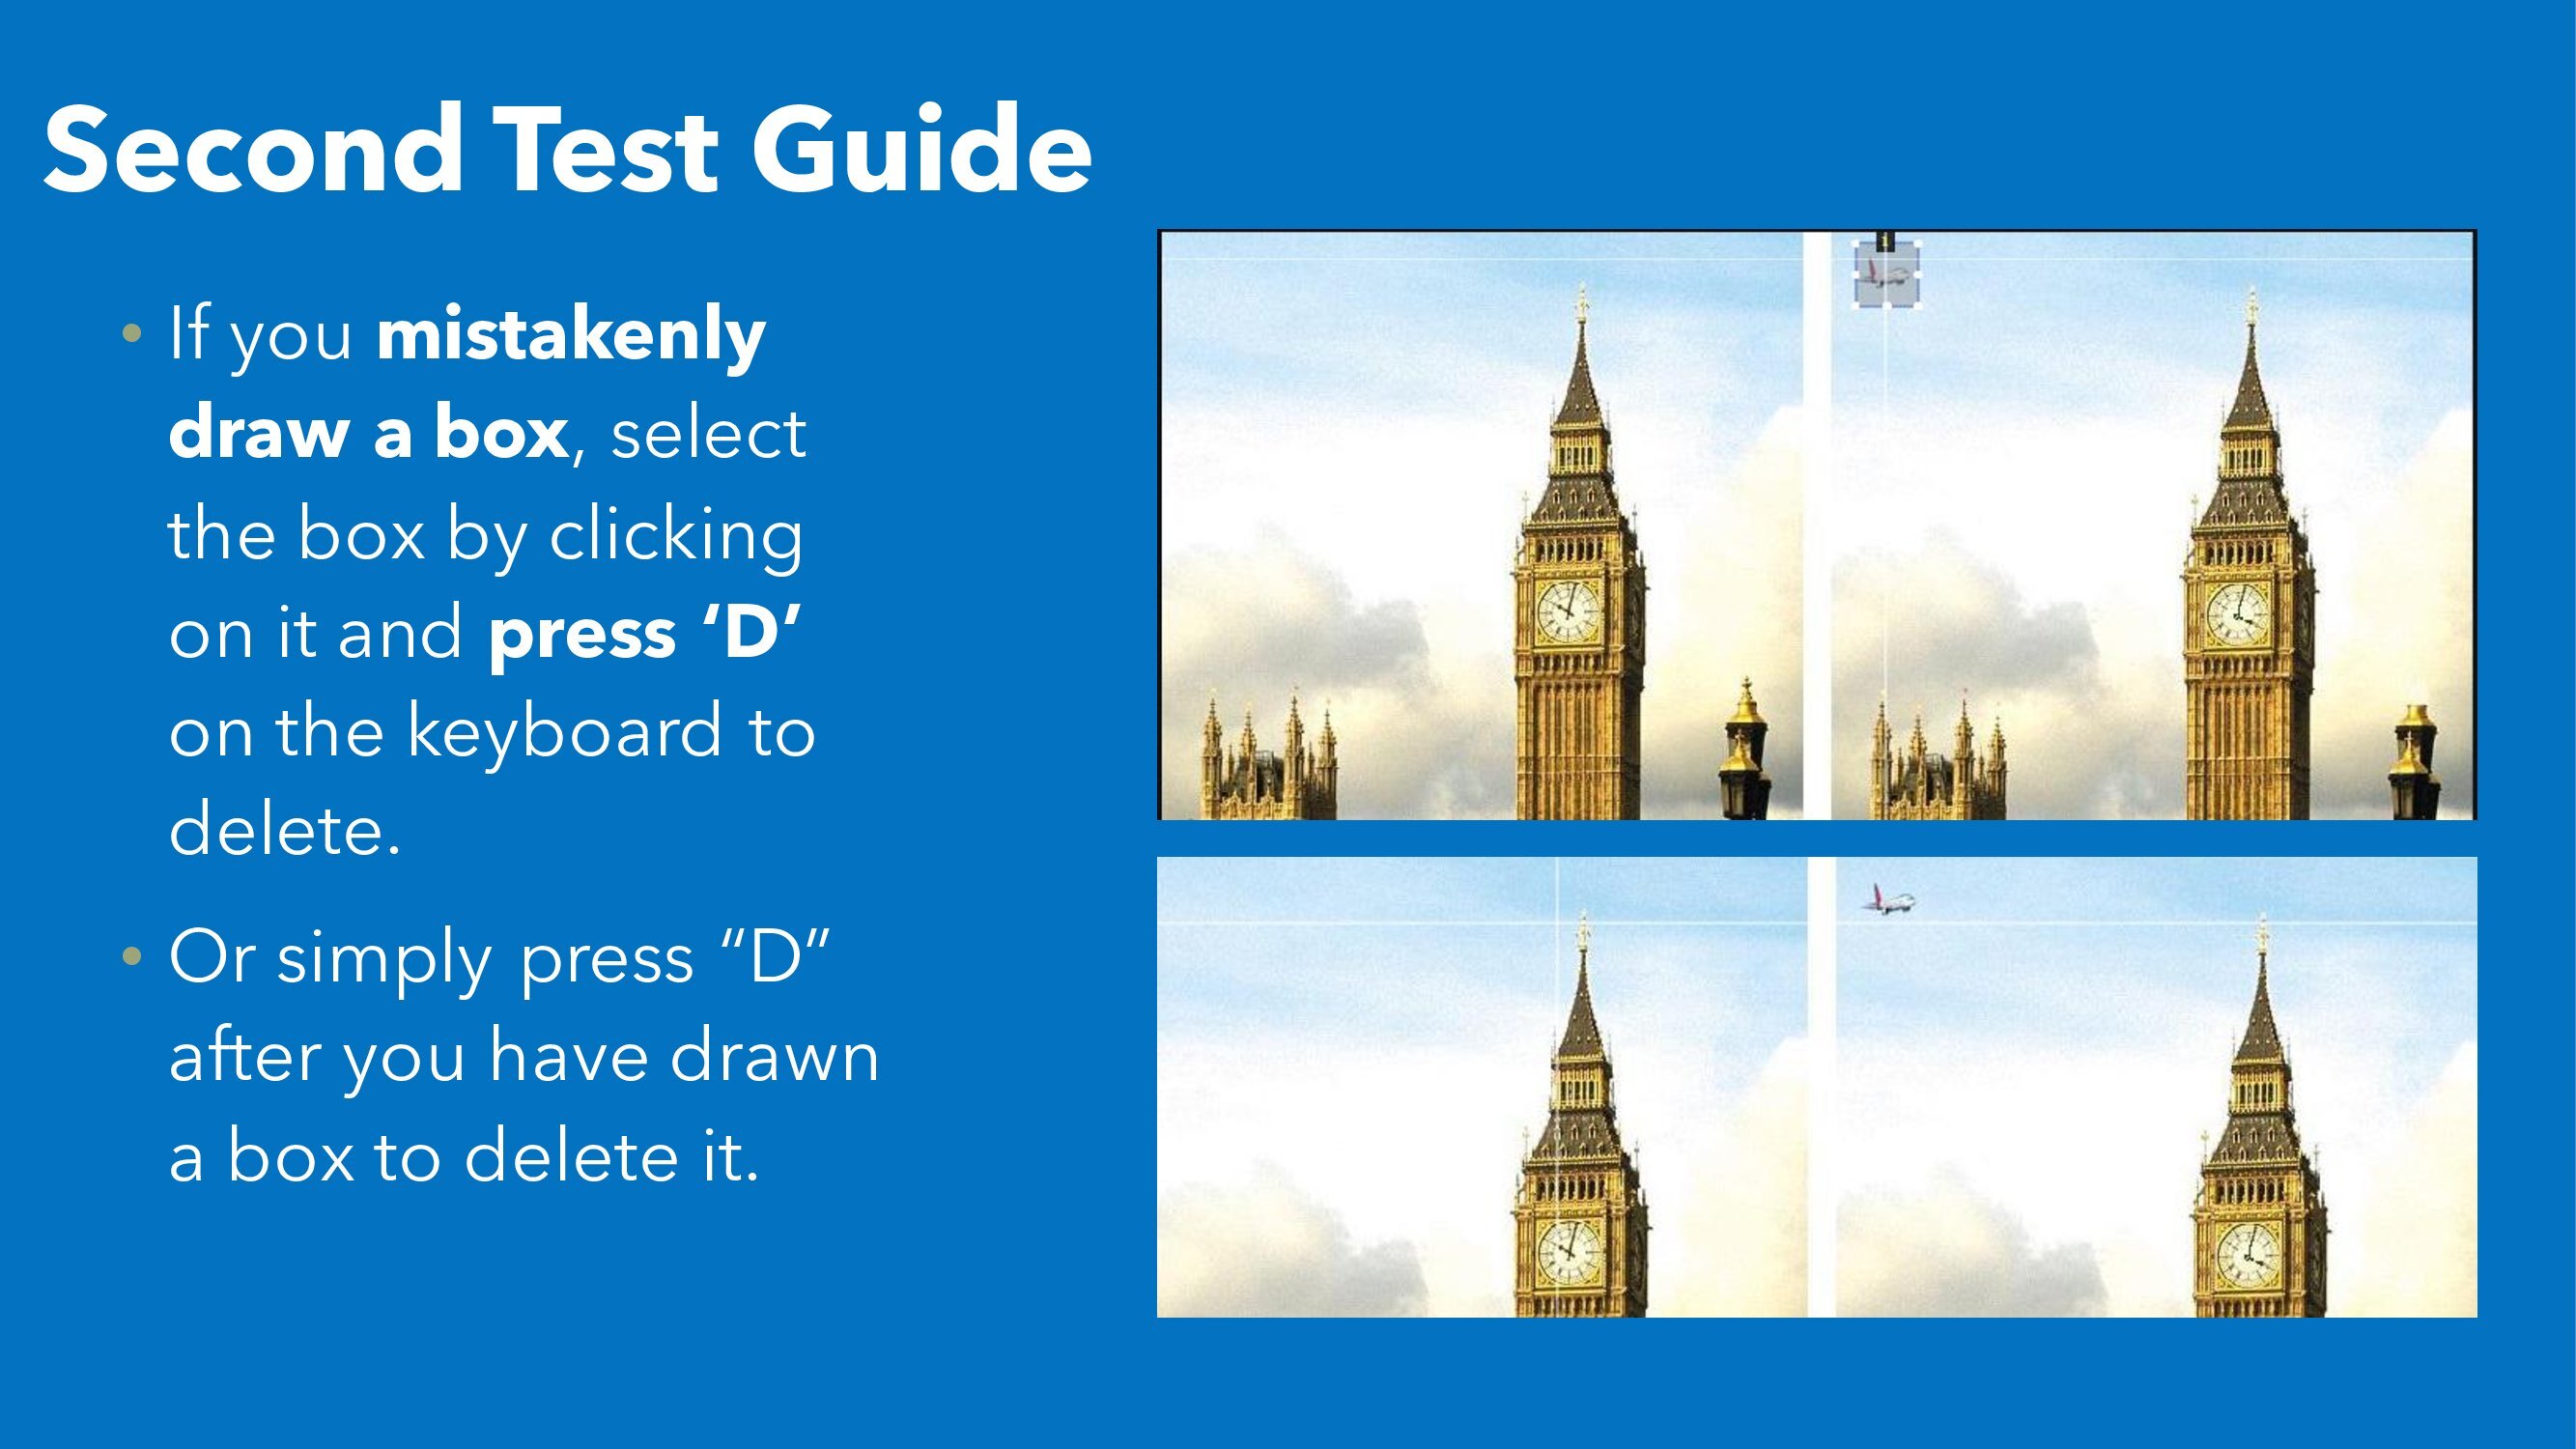 Second Test Guide
• If you mistakenly
draw a box, select
the box by clicking
on it and press ‘D’
on the keyboard to
delete.
• Or simply press “D”
after you have drawn
a box to delete it.
1